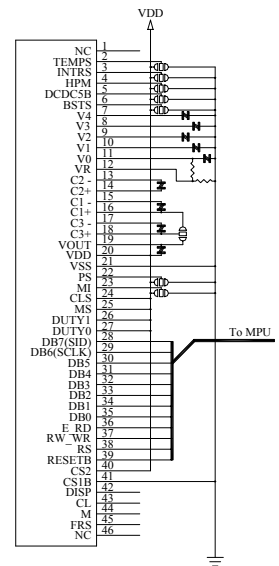 VDD
NC 1
TEMPS 2
INTRS 3
HPM 4
DCDC5B 5
BSTS 6
V4 7
V3 8
V2 9
V1 10
V0 11
VR 12
C2 - 13
C2+ 14
C1 - 15
C1+ 16
C3 - 17
C3+ 18
VOUT 19
VDD 20
VSS 21
PS 22
MI 23
CLS 24
MS 25
DUTY1 26
DUTY0 27
DB7(SID) 28
DB6(SCLK) 29
DB5 30
DB4 31
DB3 32
DB2 33
DB1 34
DB0 35
E_RD 36
RW_WR 37
RS 38
RESETB 39
CS2 40
CS1B 41
DISP 42
CL 43
M 44
FRS 45
NC 46
To MPU